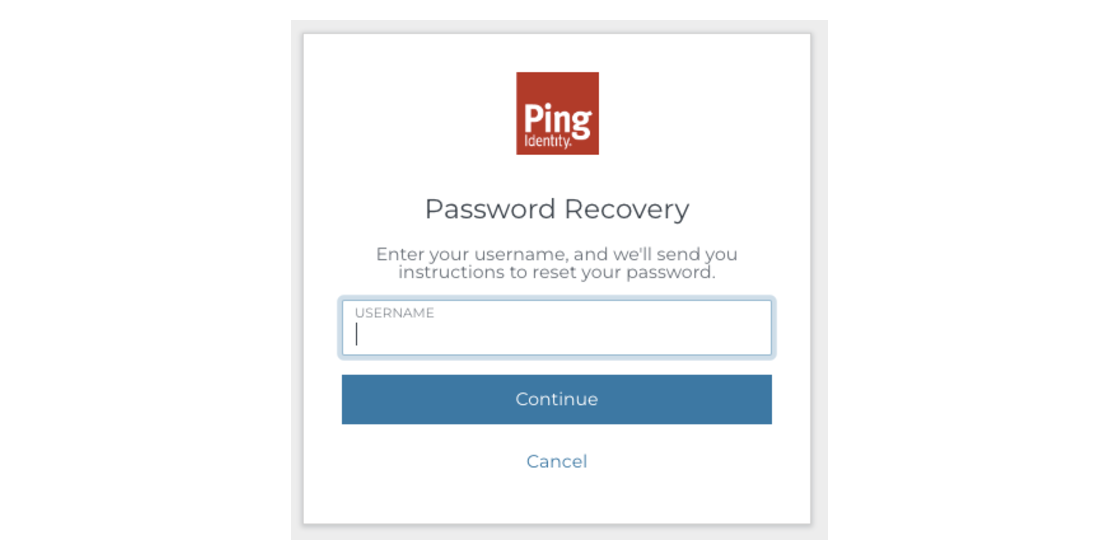 Ping
Identity.
Password Recovery
Enter your username, and we'll send you
instructions to reset your password.
USERNAME
Continue
Cancel